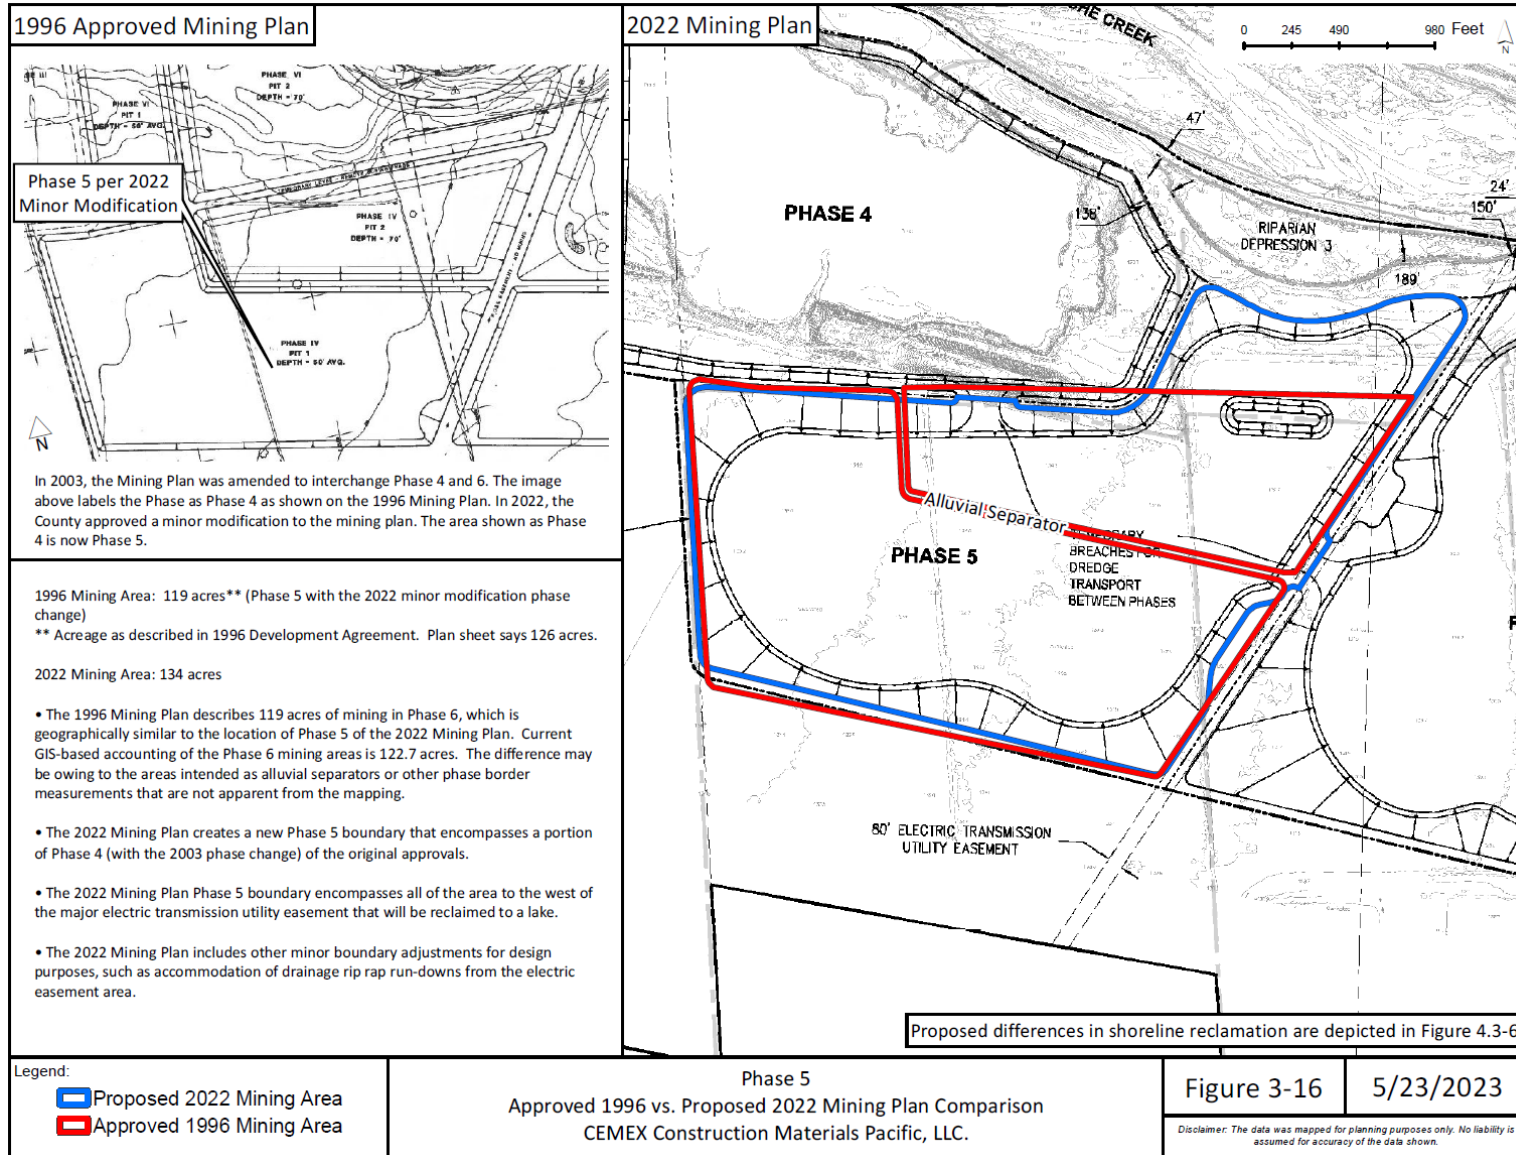 1996 Approved Mining Plan
PHASE VI
PIT 2
DEPTH = 70'
PHASE VI
PIT 1
DEPTH = 50' AVG.
Phase 5 per 2022
Minor Modification
PHASE IV
PIT 2
DEPTH = 70'
PHASE IV
PIT 1
DEPTH = 50' AVG.
N
In 2003, the Mining Plan was amended to interchange Phase 4 and 6. The image
above labels the Phase as Phase 4 as shown on the 1996 Mining Plan. In 2022, the
County approved a minor modification to the mining plan. The area shown as Phase
4 is now Phase 5.
1996 Mining Area: 119 acres** (Phase 5 with the 2022 minor modification phase
change)
** Acreage as described in 1996 Development Agreement. Plan sheet says 126 acres.
2022 Mining Area: 134 acres
• The 1996 Mining Plan describes 119 acres of mining in Phase 6, which is
geographically similar to the location of Phase 5 of the 2022 Mining Plan. Current
GIS-based accounting of the Phase 6 mining areas is 122.7 acres. The difference may
be owing to the areas intended as alluvial separators or other phase border
measurements that are not apparent from the mapping.
• The 2022 Mining Plan creates a new Phase 5 boundary that encompasses a portion
of Phase 4 (with the 2003 phase change) of the original approvals.
• The 2022 Mining Plan Phase 5 boundary encompasses all of the area to the west of
the major electric transmission utility easement that will be reclaimed to a lake.
• The 2022 Mining Plan includes other minor boundary adjustments for design
purposes, such as accommodation of drainage rip rap run-downs from the electric
easement area.
2022 Mining Plan
CREEK
0 245 490 980 Feet
N
47'
138'
24'
150'
189'
PHASE 4
RIPARIAN
DEPRESSION 3
Alluvial Separator
PHASE 5
BREACHES FOR
DREDGE
TRANSPORT
BETWEEN PHASES
80' ELECTRIC TRANSMISSION
UTILITY EASEMENT
Proposed differences in shoreline reclamation are depicted in Figure 4.3-6
Legend:
Proposed 2022 Mining Area
Approved 1996 Mining Area
Phase 5
Approved 1996 vs. Proposed 2022 Mining Plan Comparison
CEMEX Construction Materials Pacific, LLC.
Figure 3-16
5/23/2023
Disclaimer: The data was mapped for planning purposes only. No liability is
assumed for accuracy of the data shown.